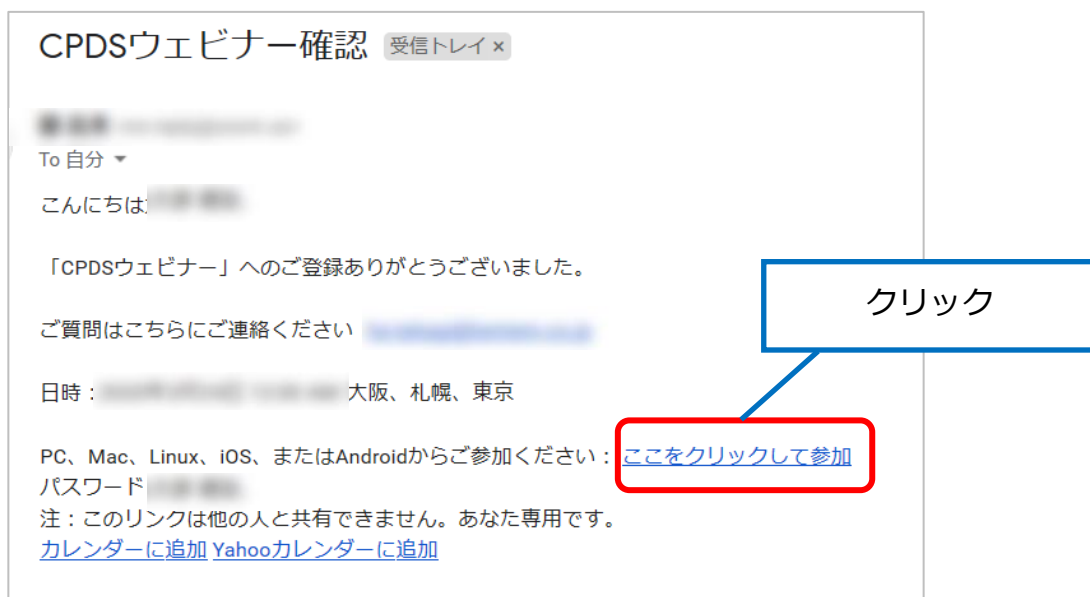 CPDSウェビナー確認 受信トレイ ×
To 自分
こんにちは
「CPDSウェビナー」へのご登録ありがとうございました。
クリック
ご質問はこちらにご連絡ください
日時： 大阪、札幌、東京
PC、Mac、Linux、iOS、またはAndroidからご参加ください： ここをクリックして参加
パスワード
注：このリンクは他の人と共有できません。あなた専用です。
カレンダーに追加 Yahooカレンダーに追加